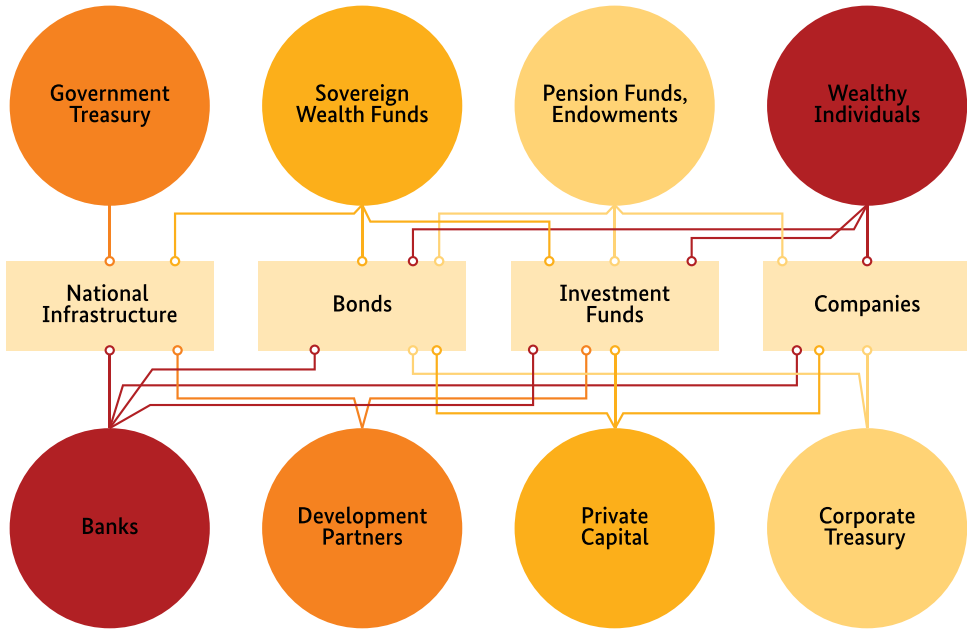 Government
Treasury
Sovereign
Wealth Funds
Pension Funds,
Endowments
Wealthy
Individuals
National
Infrastructure
Bonds
Investment
Funds
Companies
Banks
Development
Partners
Private
Capital
Corporate
Treasury